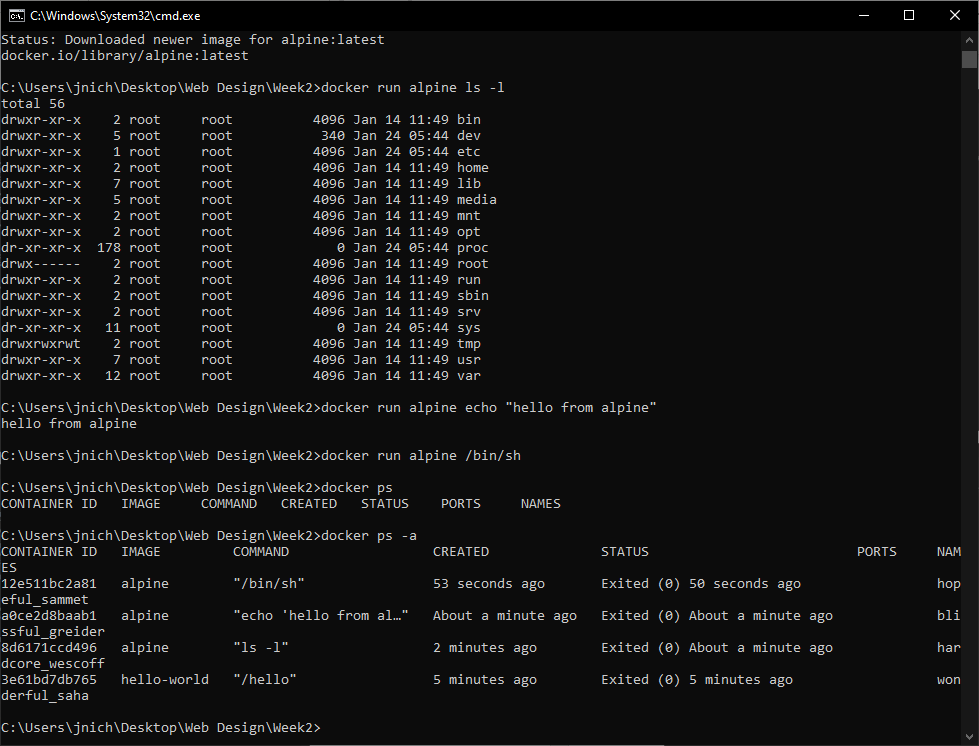 C:\Windows\System32\cmd.exe
Status: Downloaded newer image for alpine:latest
docker.io/library/alpine:latest
C:\Users\jnich\Desktop\Web Design\Week2>docker run alpine ls -l
total 56
drwxr-xr-x    2 root     root          4096 Jan 14 11:49 bin
drwxr-xr-x    5 root     root           340 Jan 24 05:44 dev
drwxr-xr-x    1 root     root          4096 Jan 24 05:44 etc
drwxr-xr-x    2 root     root          4096 Jan 14 11:49 home
drwxr-xr-x    7 root     root          4096 Jan 14 11:49 lib
drwxr-xr-x    5 root     root          4096 Jan 14 11:49 media
drwxr-xr-x    2 root     root          4096 Jan 14 11:49 mnt
drwxr-xr-x    2 root     root          4096 Jan 14 11:49 opt
dr-xr-xr-x  178 root     root             0 Jan 24 05:44 proc
drwx------    2 root     root          4096 Jan 14 11:49 root
drwxr-xr-x    2 root     root          4096 Jan 14 11:49 run
drwxr-xr-x    2 root     root          4096 Jan 14 11:49 sbin
drwxr-xr-x    2 root     root          4096 Jan 14 11:49 srv
dr-xr-xr-x   11 root     root             0 Jan 24 05:44 sys
drwxrwxrwt    2 root     root          4096 Jan 14 11:49 tmp
drwxr-xr-x    7 root     root          4096 Jan 14 11:49 usr
drwxr-xr-x   12 root     root          4096 Jan 14 11:49 var
C:\Users\jnich\Desktop\Web Design\Week2>docker run alpine echo "hello from alpine"
hello from alpine
C:\Users\jnich\Desktop\Web Design\Week2>docker run alpine /bin/sh
C:\Users\jnich\Desktop\Web Design\Week2>docker ps
CONTAINER ID   IMAGE     COMMAND   CREATED   STATUS    PORTS     NAMES
C:\Users\jnich\Desktop\Web Design\Week2>docker ps -a
CONTAINER ID   IMAGE         COMMAND                  CREATED              STATUS                          PORTS     NAM
ES
12e511bc2a81   alpine        "/bin/sh"                53 seconds ago       Exited (0) 50 seconds ago                 hop
eful_sammet
a0ce2d8baab1   alpine        "echo 'hello from al…"   About a minute ago   Exited (0) About a minute ago             bli
ssful_greider
8d6171ccd496   alpine        "ls -l"                  2 minutes ago        Exited (0) About a minute ago             har
dcore_wescoff
3e61bd7db765   hello-world   "/hello"                 5 minutes ago        Exited (0) 5 minutes ago                  won
derful_saha
C:\Users\jnich\Desktop\Web Design\Week2>